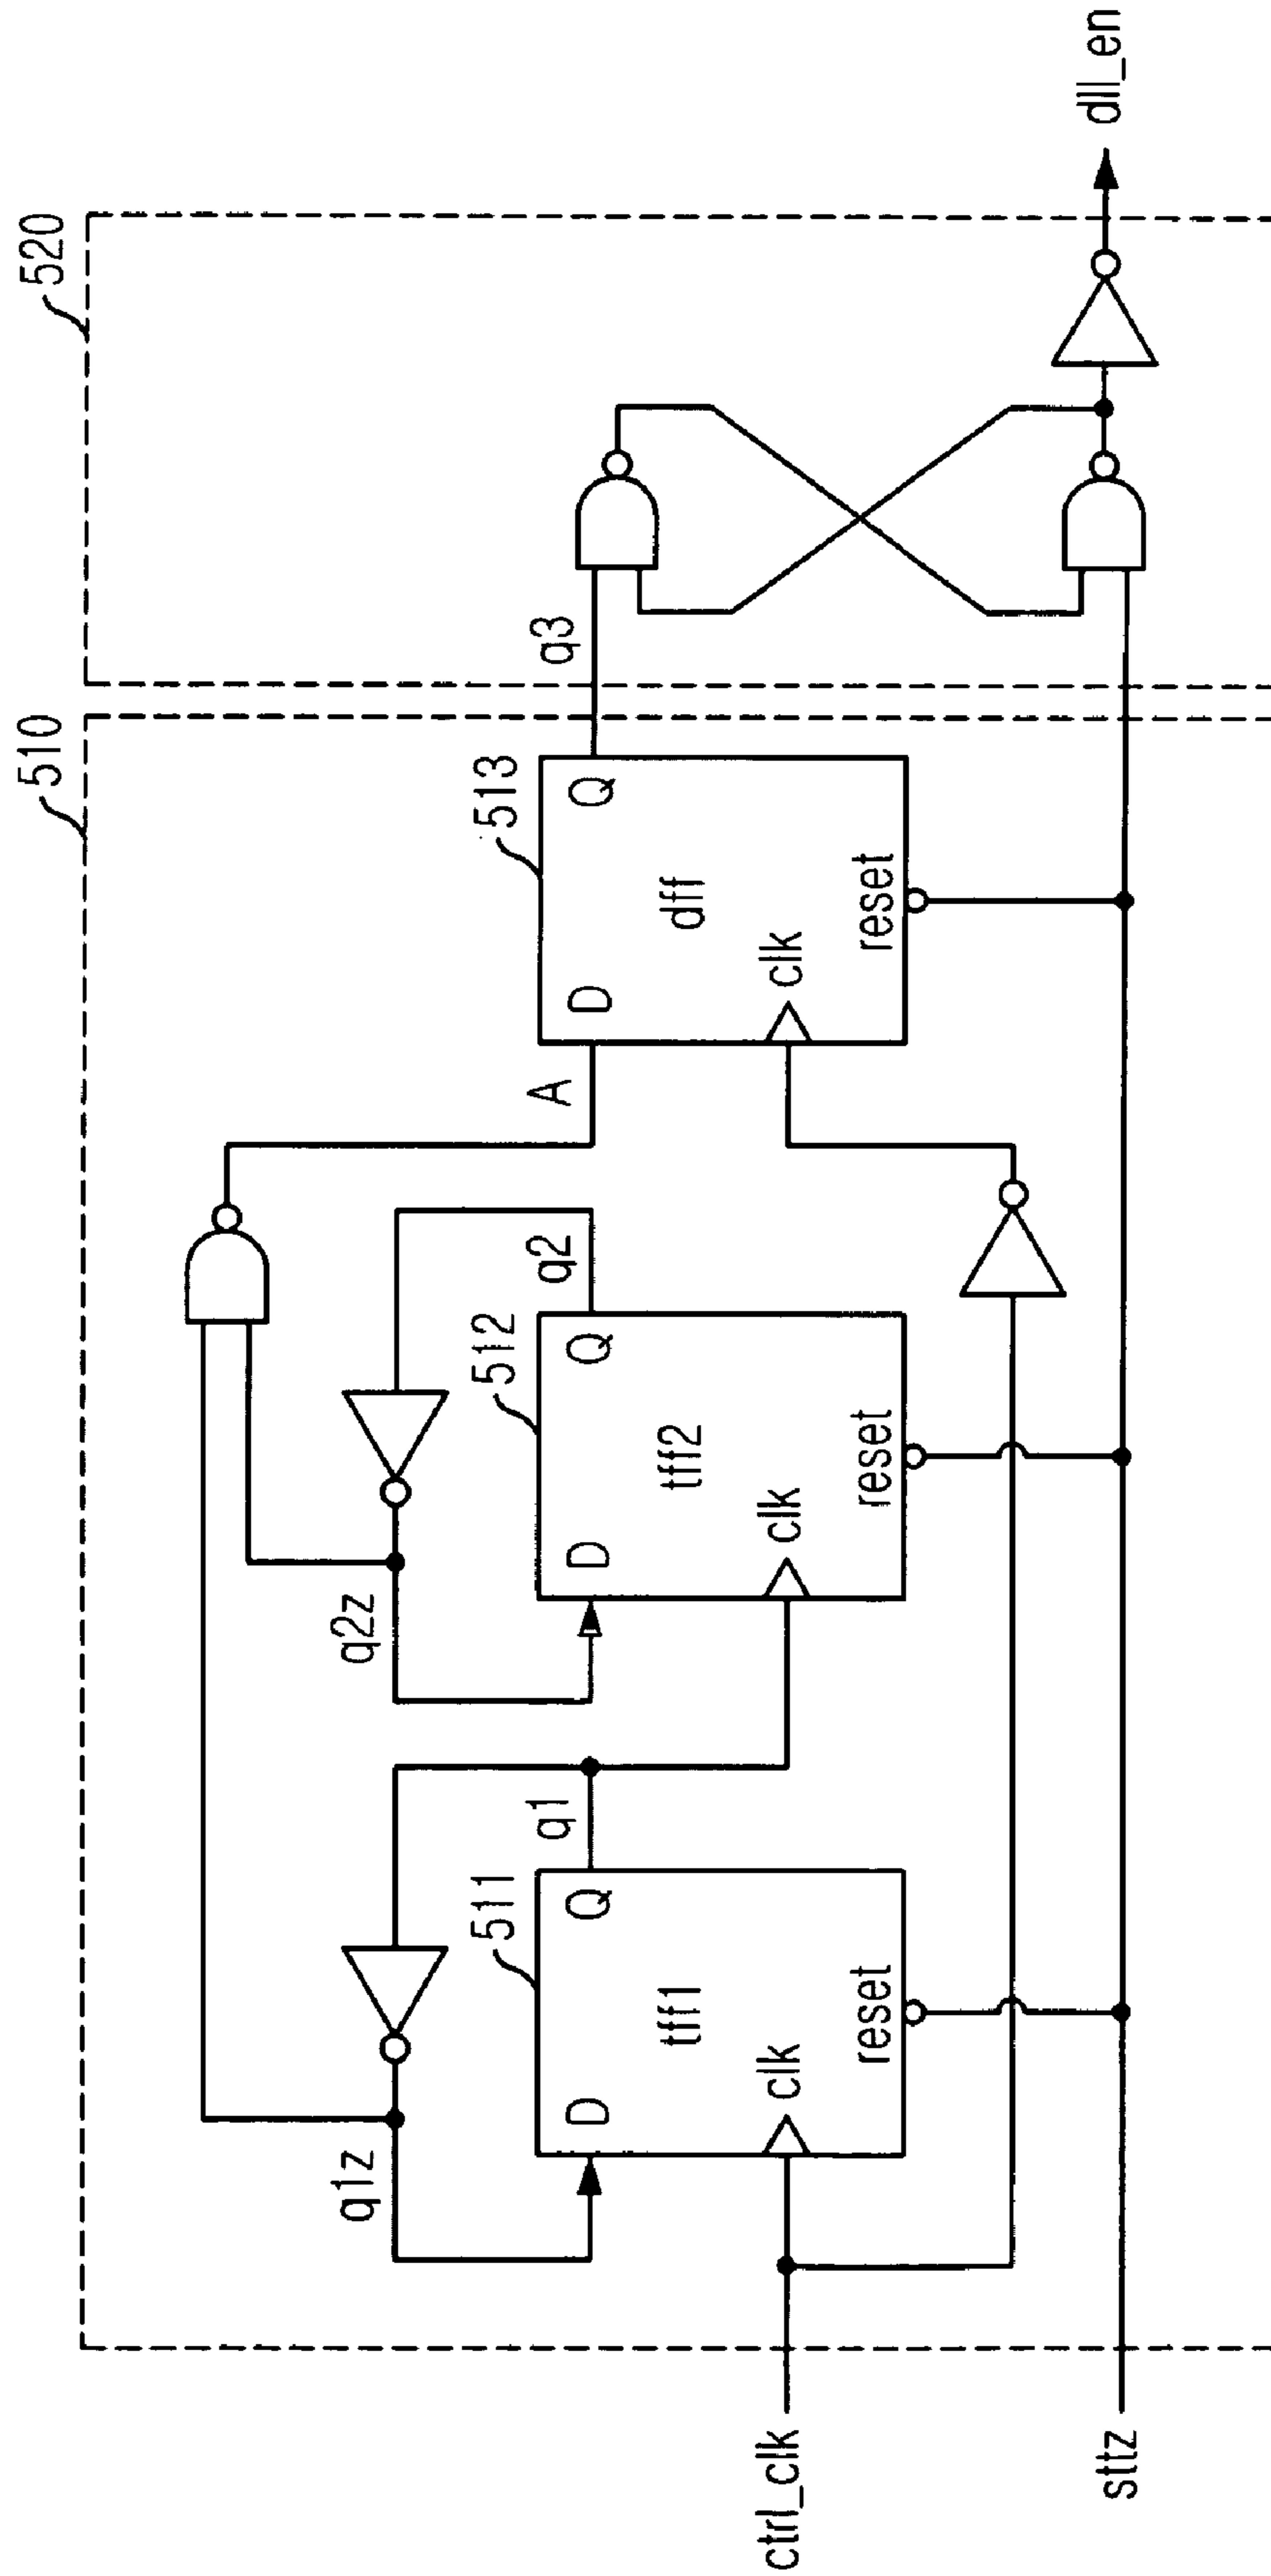 510
520
q1z
q2z
q1
q2
A
q3
511
D
Q
tff1
clk
reset
512
D
Q
tff2
clk
reset
513
D
Q
dff
clk
reset
ctrl_clk
sttz
dll_en